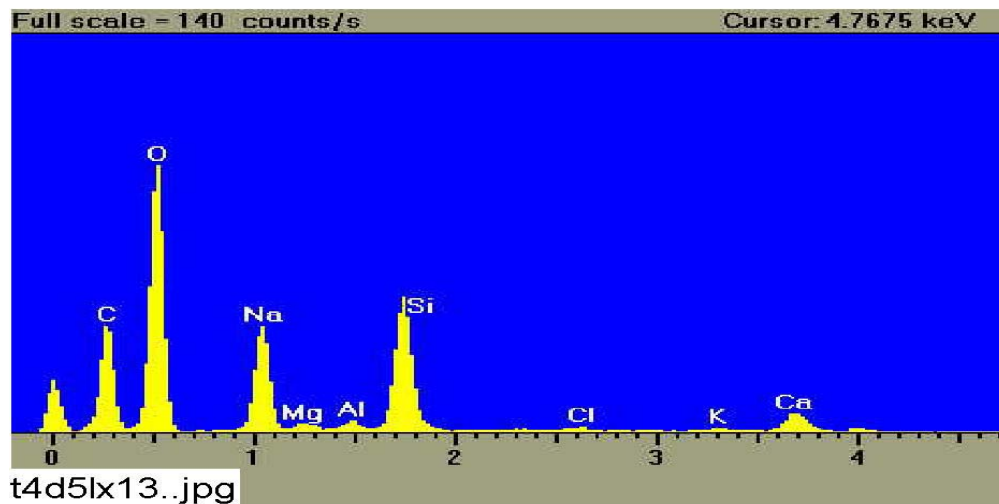 Full scale = 140 counts/s Cursor: 4.7675 keV
O
C Na Si
Mg Al Cl K Ca
0 1 2 3 4
t4d5lx13..jpg